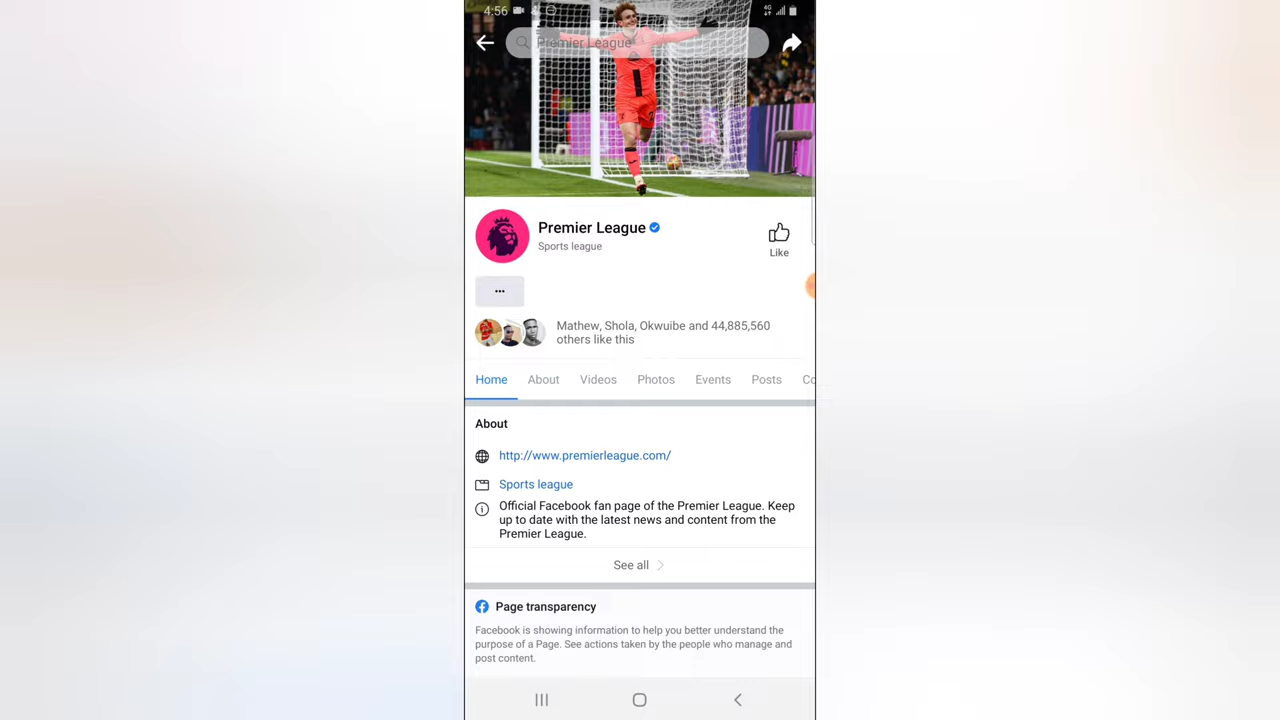 4:56
4G
Premier League
Premier League
Sports league
Like
...
Mathew, Shola, Okwuibe and 44,885,560
others like this
Home About Videos Photos Events Posts Co
About
http://www.premierleague.com/
Sports league
Official Facebook fan page of the Premier League. Keep
up to date with the latest news and content from the
Premier League.
See all
Page transparency
Facebook is showing information to help you better understand the
purpose of a Page. See actions taken by the people who manage and
post content.